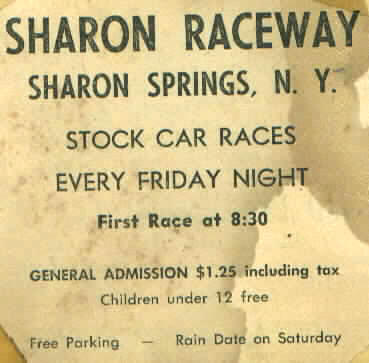 SHARON RACEWAY
SHARON SPRINGS, N. Y.
STOCK CAR RACES
EVERY FRIDAY NIGHT
First Race at 8:30
GENERAL ADMISSION $1.25 including tax
Children under 12 free
Free Parking — Rain Date on Saturday